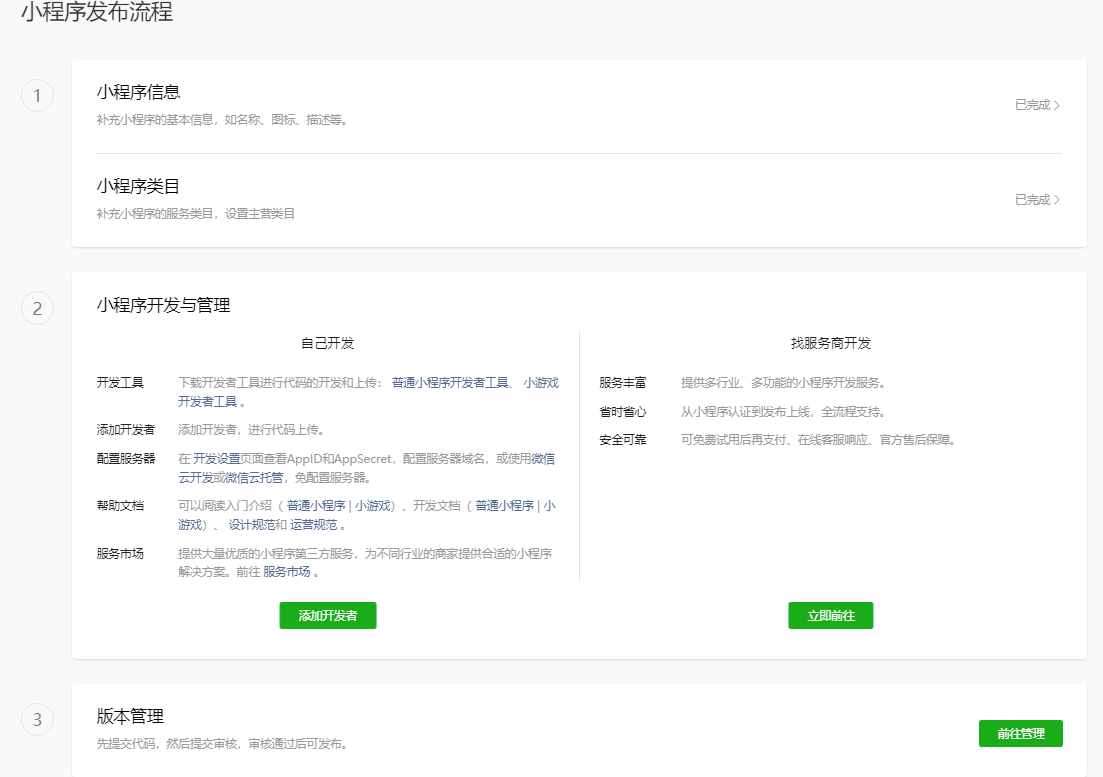 小程序发布流程
1
小程序信息
补充小程序的基本信息，如名称、图标、描述等。
已完成
小程序类目
补充小程序的服务类目，设置主营类目
已完成
2
小程序开发与管理
自己开发
开发工具
下载开发者工具进行代码的开发和上传： 普通小程序开发者工具、 小游戏
开发者工具 。
添加开发者
添加开发者，进行代码上传。
配置服务器
在 开发设置页面查看AppID和AppSecret，配置服务器域名，或使用微信
云开发或微信云托管，免配置服务器。
帮助文档
可以阅读入门介绍（ 普通小程序 | 小游戏）、开发文档（ 普通小程序 | 小
游戏）、 设计规范和 运营规范 。
服务市场
提供大量优质的小程序第三方服务，为不同行业的商家提供合适的小程序
解决方案。前往 服务市场 。
添加开发者
找服务商开发
服务丰富
提供多行业、多功能的小程序开发服务。
省时省心
从小程序认证到发布上线，全流程支持。
安全可靠
可免费试用后再支付、在线客服响应、官方售后保障。
立即前往
3
版本管理
先提交代码，然后提交审核，审核通过后可发布。
前往管理